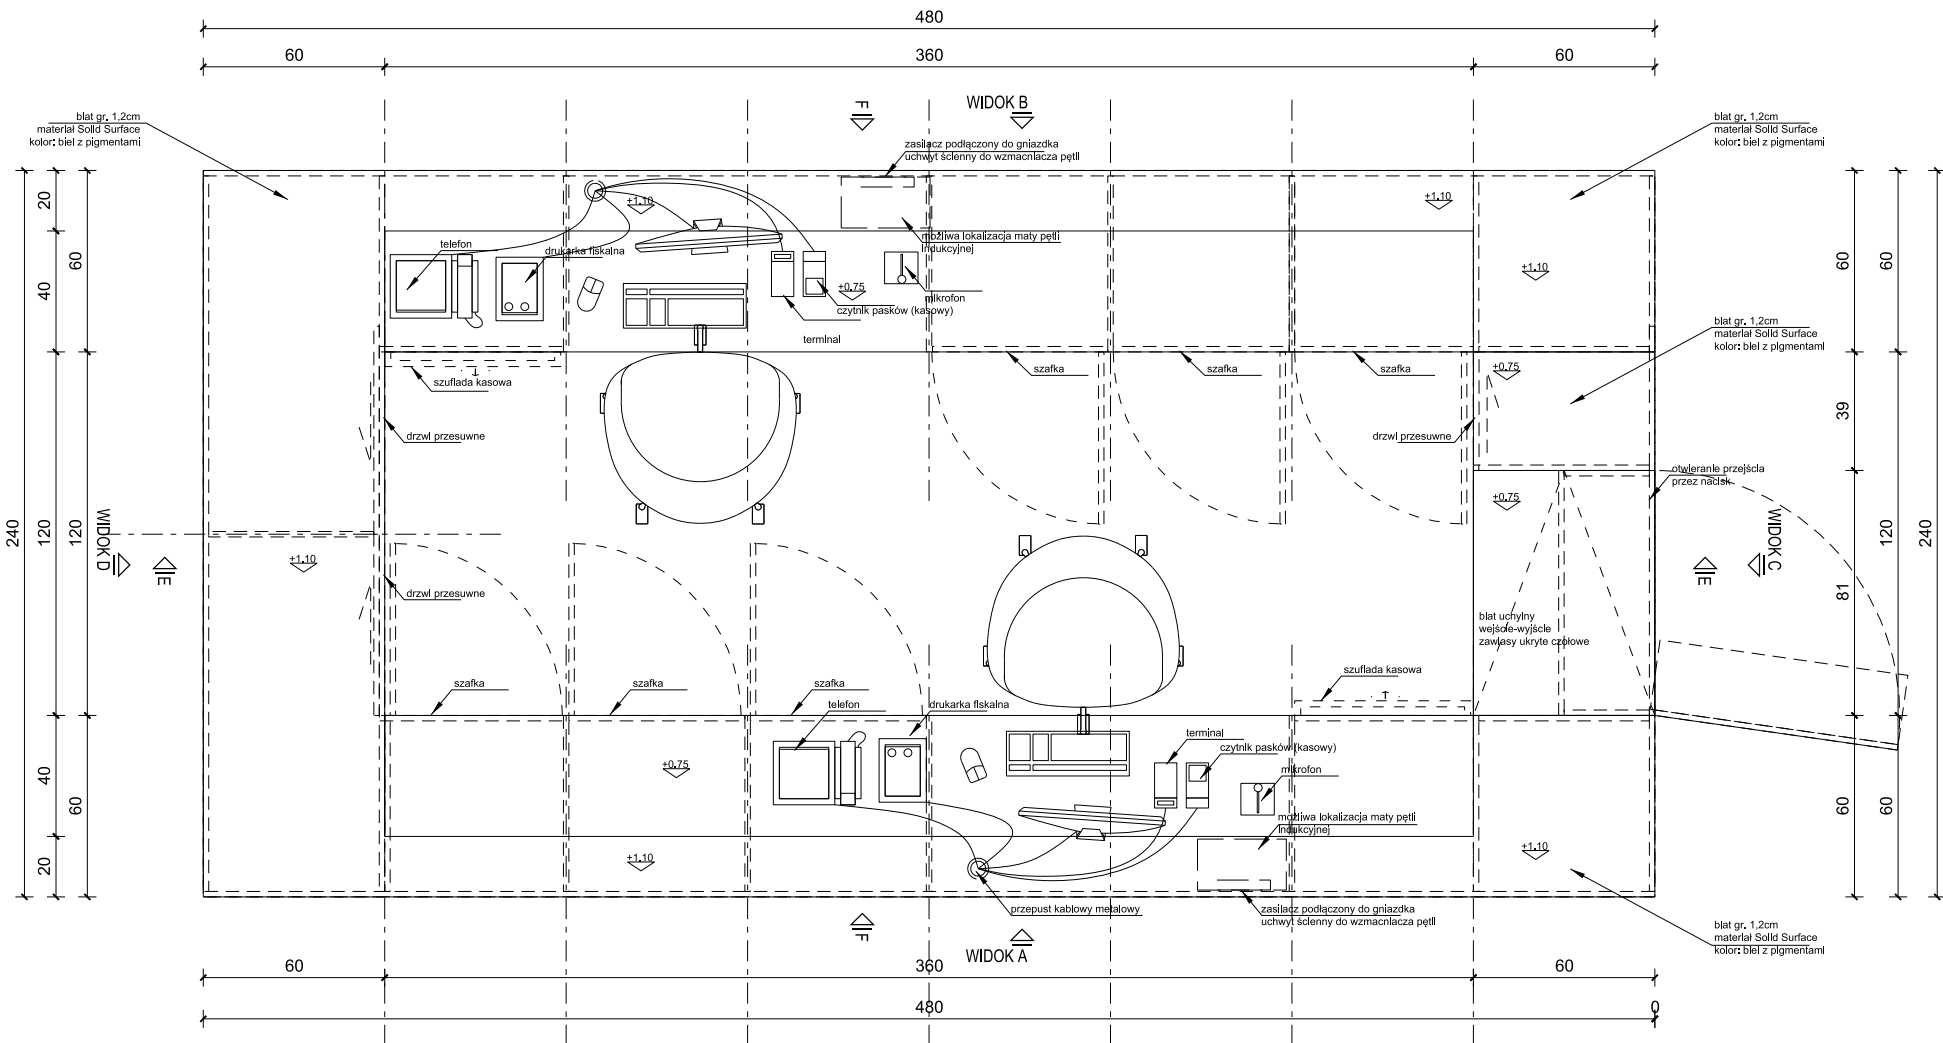 480
60
360
60
WIDOK B
F
blat gr. 1,2cm
materiał Solid Surface
kolor: biel z pigmentami
zasilacz podłączony do gniazdka
uchwyt ścienny do wzmacniacza pętli
blat gr. 1,2cm
materiał Solid Surface
kolor: biel z pigmentami
20
40
60
240
120
120
40
20
60
+1.10
+1.10
telefon
drukarka fiskalna
możliwa lokalizacja maty pętli
indukcyjnej
+0.75
mikrofon
czytnik pasków (kasowy)
terminal
+1.10
60
60
blat gr. 1,2cm
materiał Solid Surface
kolor: biel z pigmentami
szuflada kasowa
szafka
szafka
szafka
+0.75
39
drzwi przesuwne
drzwi przesuwne
otwieranie przejścia
przez nacisk
+0.75
WIDOK D
E
+1.10
drzwi przesuwne
E
WIDOK C
81
120
240
blat uchylny
wejście-wyjście
zawiasy ukryte czołowe
szafka
szafka
szafka
szuflada kasowa
telefon
drukarka fiskalna
terminal
czytnik pasków (kasowy)
+0.75
mikrofon
możliwa lokalizacja maty pętli
indukcyjnej
60
60
+1.10
+1.10
przepust kablowy metalowy
zasilacz podłączony do gniazdka
uchwyt ścienny do wzmacniacza pętli
blat gr. 1,2cm
materiał Solid Surface
kolor: biel z pigmentami
F
WIDOK A
60
360
60
480
0